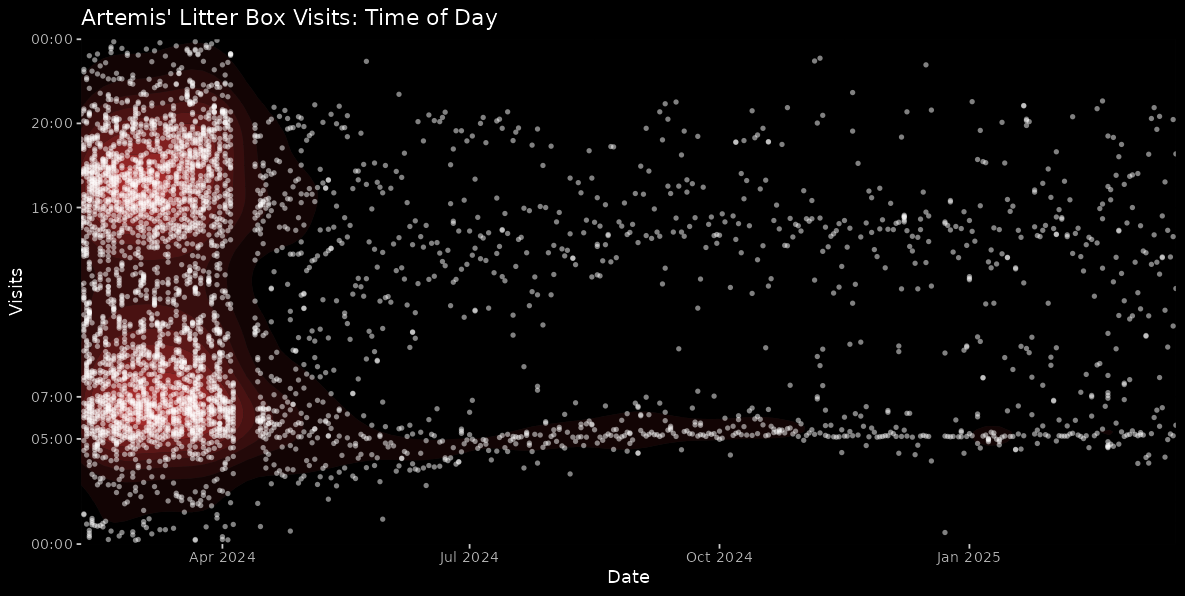 Artemis' Litter Box Visits: Time of Day
00:00
20:00
16:00
07:00
05:00
00:00
Visits
Apr 2024
Jul 2024
Oct 2024
Jan 2025
Date